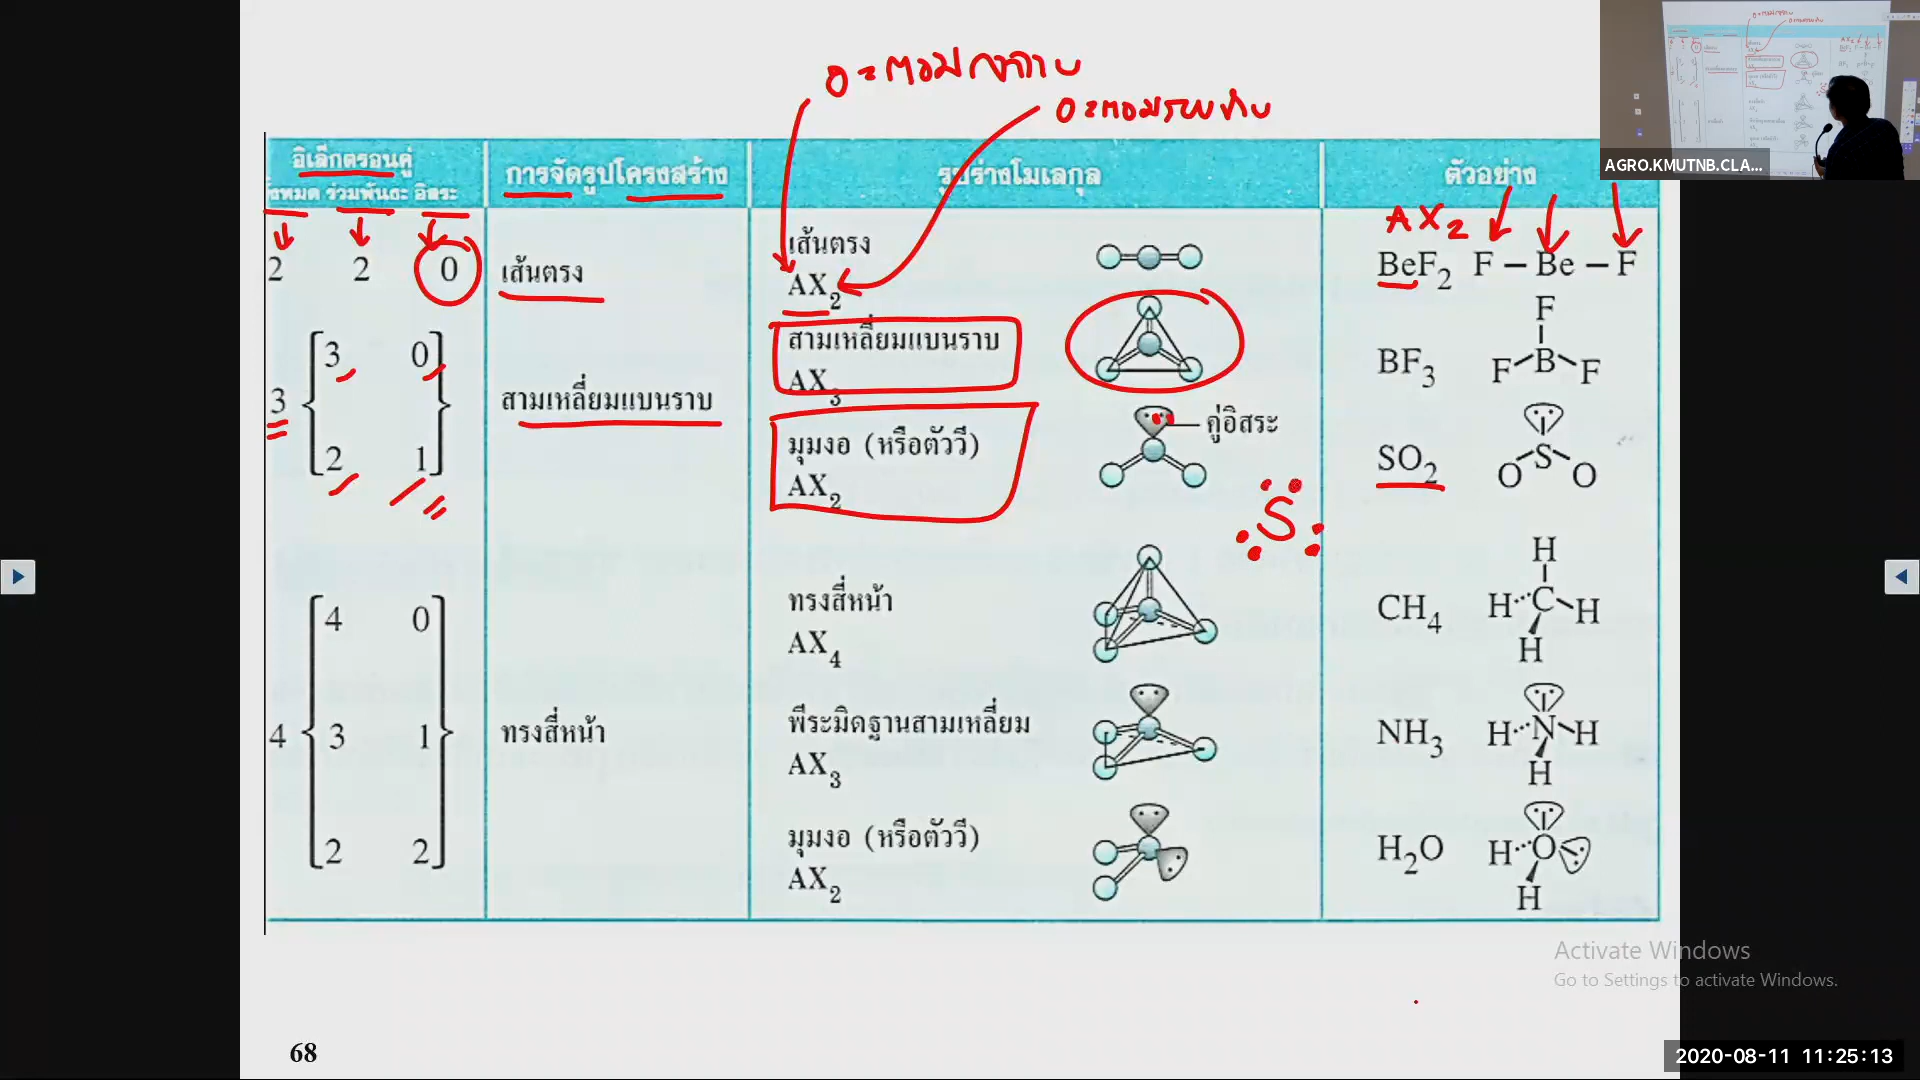 อ=ตอมกลาง
อ=ตอมรอบข้าง
AGRO.KMUTNB.CLA...
อิเล็กตรอนคู่
ร่วมพันธะ อิสระ
การจัดรูปโครงสร้าง
รูปร่างโมเลกุล
ตัวอย่าง
AX2
2 2 0
เส้นตรง
เส้นตรง
AX2
BeF2 F – Be – F
3
3 0
2 1
สามเหลี่ยมแบนราบ
สามเหลี่ยมแบนราบ
AX3
BF3
F
F B F
มุมงอ (หรือตัววี)
AX2
คู่อิสระ
SO2
S
O O
S
4
4 0
3 1
2 2
ทรงสี่หน้า
ทรงสี่หน้า
AX4
CH4
H
H C H
H
พีระมิดฐานสามเหลี่ยม
AX3
NH3
H N H
H
มุมงอ (หรือตัววี)
AX2
H2O
H O
H
Activate Windows
Go to Settings to activate Windows.
68
2020-08-11 11:25:13